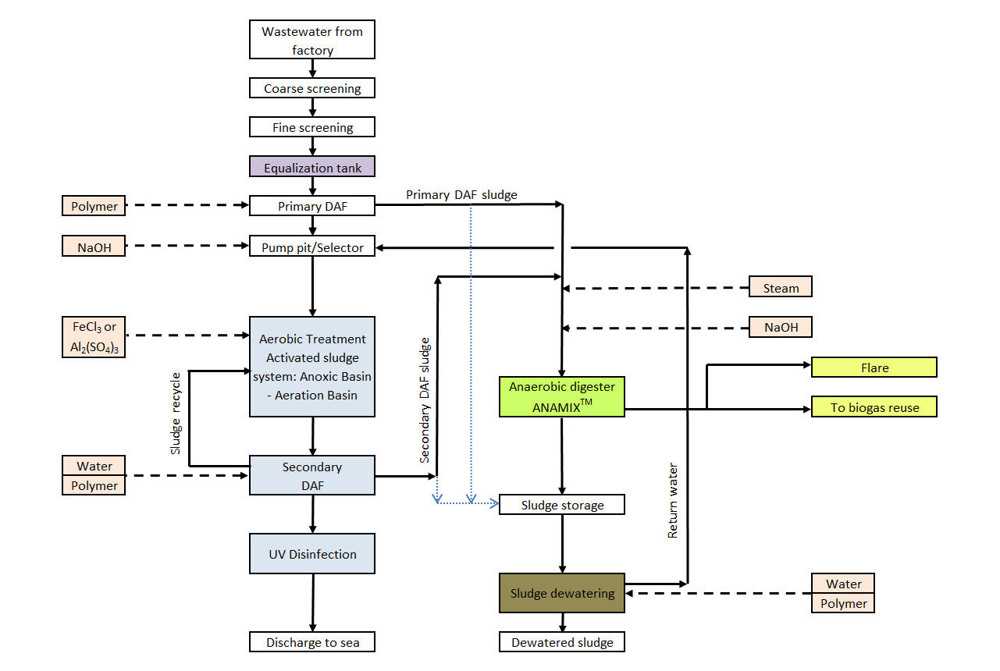 Wastewater from
factory
Coarse screening
Fine screening
Equalization tank
Primary DAF sludge
Polymer
Primary DAF
NaOH
Pump pit/Selector
Steam
FeCl3 or
Al2(SO4)3
NaOH
Aerobic Treatment
Activated sludge
system: Anoxic Basin
- Aeration Basin
Sludge recycle
Secondary DAF sludge
Flare
Anaerobic digester
ANAMIX™
To biogas reuse
Water
Polymer
Secondary
DAF
Sludge storage
Return water
UV Disinfection
Sludge dewatering
Water
Polymer
Discharge to sea
Dewatered sludge